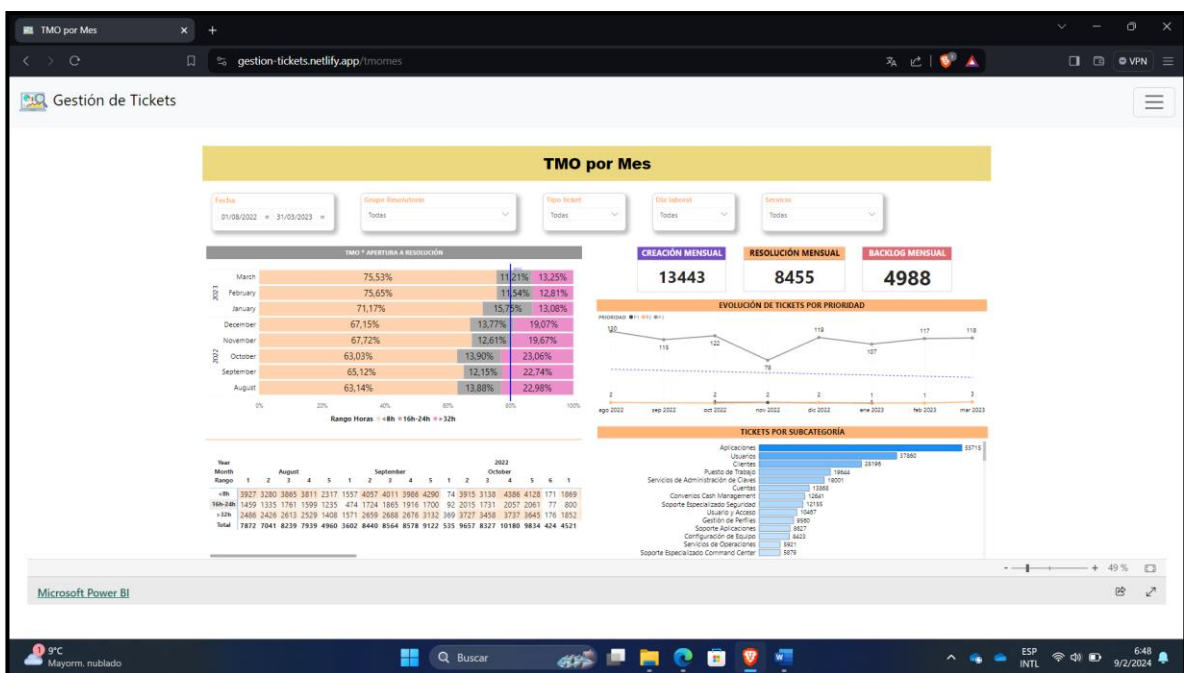 TMO por Mes
gestion-tickets.netlify.app/tmomes
VPN
Gestión de Tickets
TMO por Mes
Fecha
01/08/2022 31/03/2023
Grupo Resolutorio
Todas
Tipo ticket
Todas
Día laboral
Todas
Servicio
Todas
TMO * APERTURA A RESOLUCIÓN
2023
March 75,53% 11,21% 13,25%
February 75,65% 11,54% 12,81%
January 71,17% 15,75% 13,08%
2022
December 67,15% 13,77% 19,07%
November 67,72% 12,61% 19,67%
October 63,03% 13,90% 23,06%
September 65,12% 12,15% 22,74%
August 63,14% 13,88% 22,98%
0% 20% 40% 60% 80% 100%
Rango Horas <8h 16h-24h >32h
CREACIÓN MENSUAL
13443
RESOLUCIÓN MENSUAL
8455
BACKLOG MENSUAL
4988
EVOLUCIÓN DE TICKETS POR PRIORIDAD
PRIORIDAD P1 P2 P3
115 122 78 119 107 117 118
2 2 2 2 1 1 3
ago 2022 sep 2022 oct 2022 nov 2022 dic 2022 ene 2023 feb 2023 mar 2023
TICKETS POR SUBCATEGORÍA
Aplicaciones 55715
Usuarios 37860
Clientes 28196
Puesto de Trabajo 19644
Servicios de Administración de Claves 14001
Cuentas 13868
Convenios Cash Management 12641
Soporte Especializado Seguridad 12155
Usuario y Acceso 10467
Gestión de Perfiles 9560
Soporte Aplicaciones 8627
Configuración de Equipo 8423
Servicios de Operaciones 5921
Soporte Especializado Command Center 5879
Year 2022
Month August September October
Rango 1 2 3 4 5 1 2 3 4 5 1 2 3 4 5 6 1
<8h 3927 3280 3865 3811 2317 1557 4057 4011 3986 4290 74 3915 3138 4386 4128 171 1869
16h-24h 1459 1335 1761 1599 1235 474 1724 1865 1916 1700 92 2015 1731 2057 2061 77 800
>32h 2486 2426 2613 2529 1408 1571 2659 2688 2676 3132 369 3727 3458 3737 3645 176 1852
Total 7872 7041 8239 7939 4960 3602 8440 8564 8578 9122 535 9657 8327 10180 9834 424 4521
- + 49 %
Microsoft Power BI
1
9°C
Mayorm. nublado
Buscar
ESP
INTL
6:48
9/2/2024